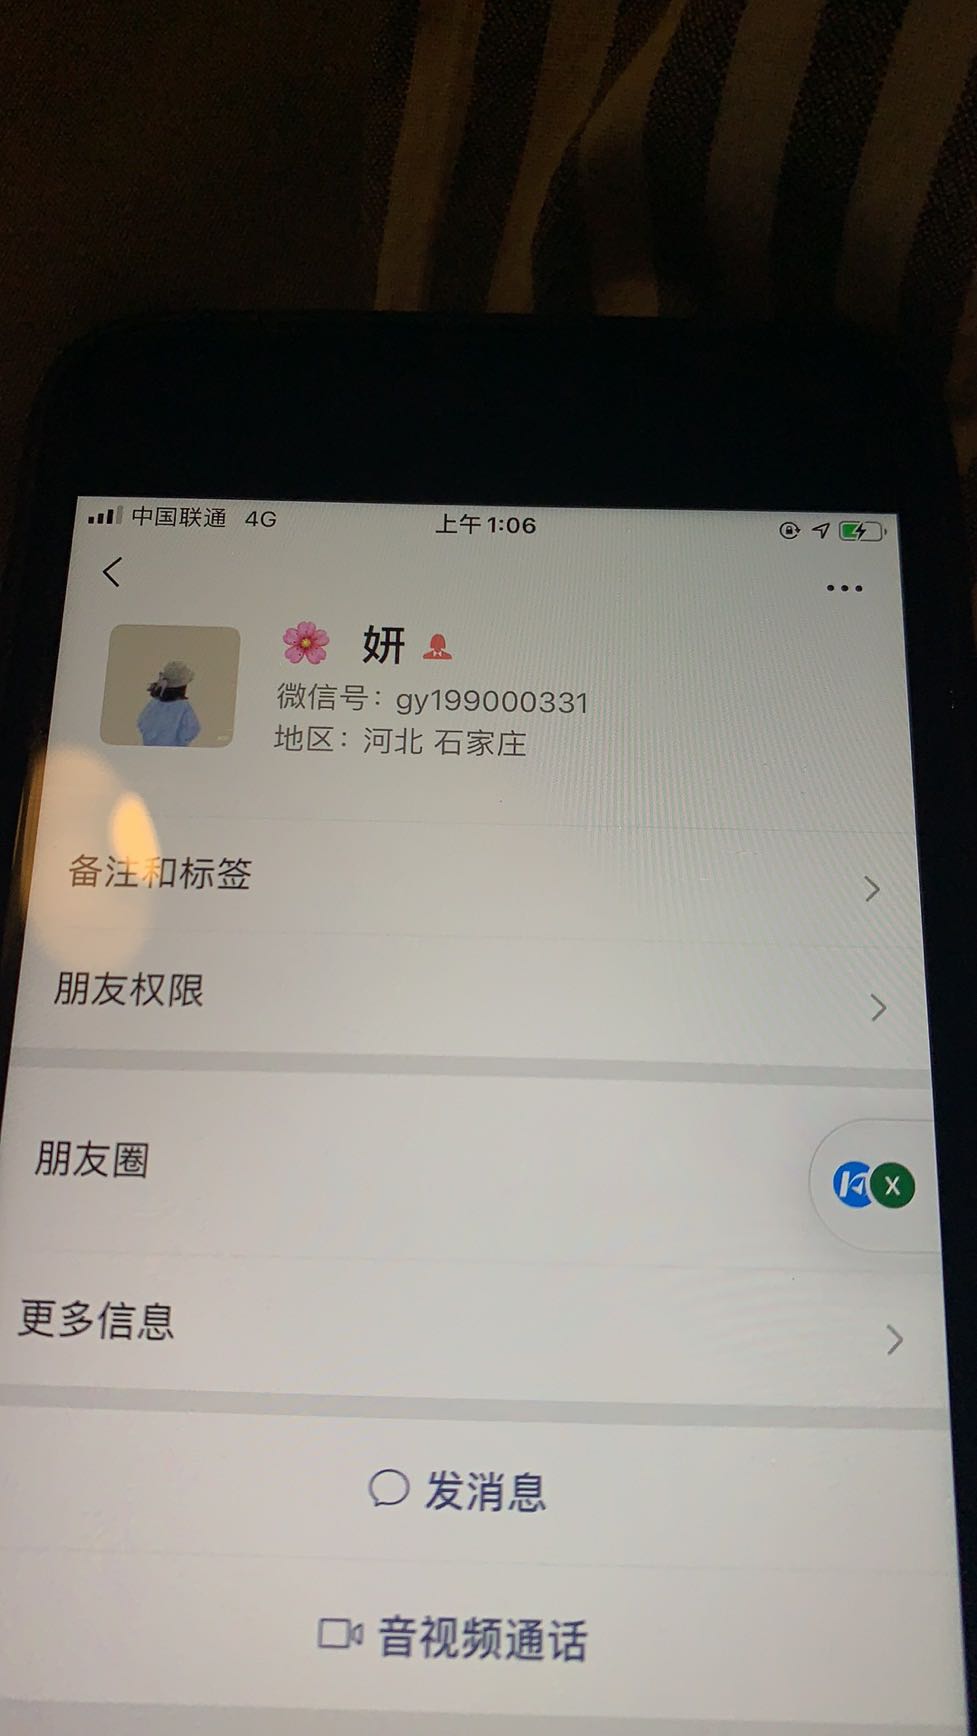 中国联通 4G 上午1:06
🌸 妍
微信号：gy199000331
地区：河北 石家庄
备注和标签
朋友权限
朋友圈
X
更多信息
发消息
音视频通话